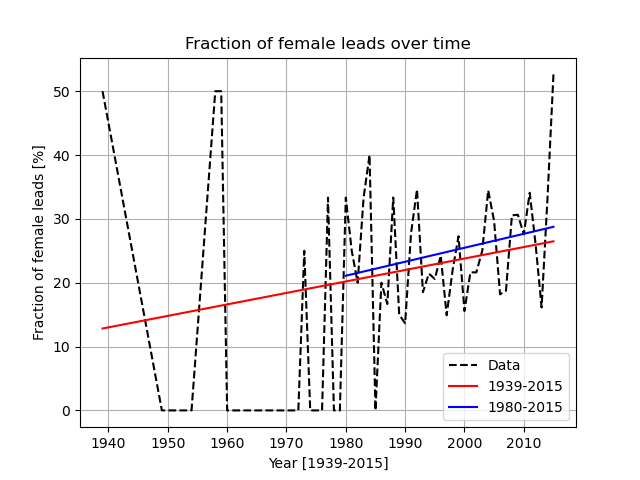 Fraction of female leads over time
Fraction of female leads [%]
50
40
30
20
10
0
1940 1950 1960 1970 1980 1990 2000 2010
Year [1939-2015]
Data
1939-2015
1980-2015